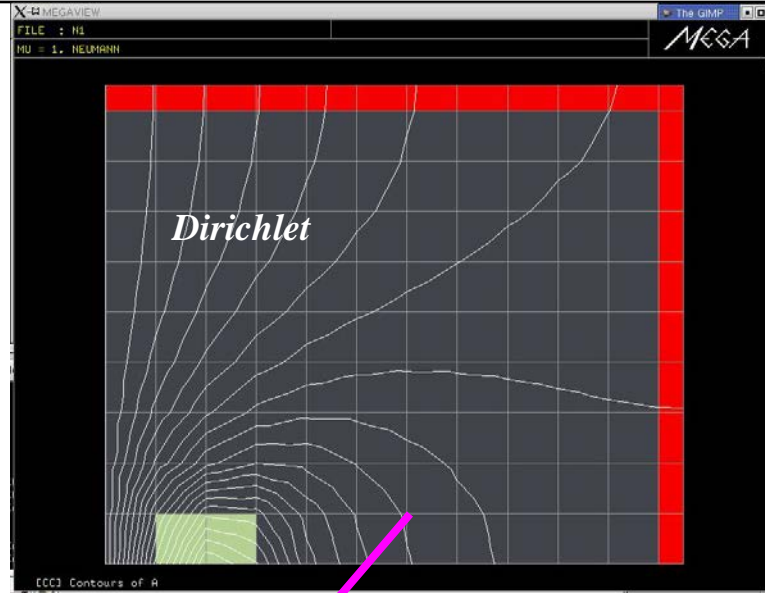 MEGAVIEW
The GIMP
FILE : N1
MU = 1. NEUMANN
MEGA
Dirichlet
[CC] Contours of A